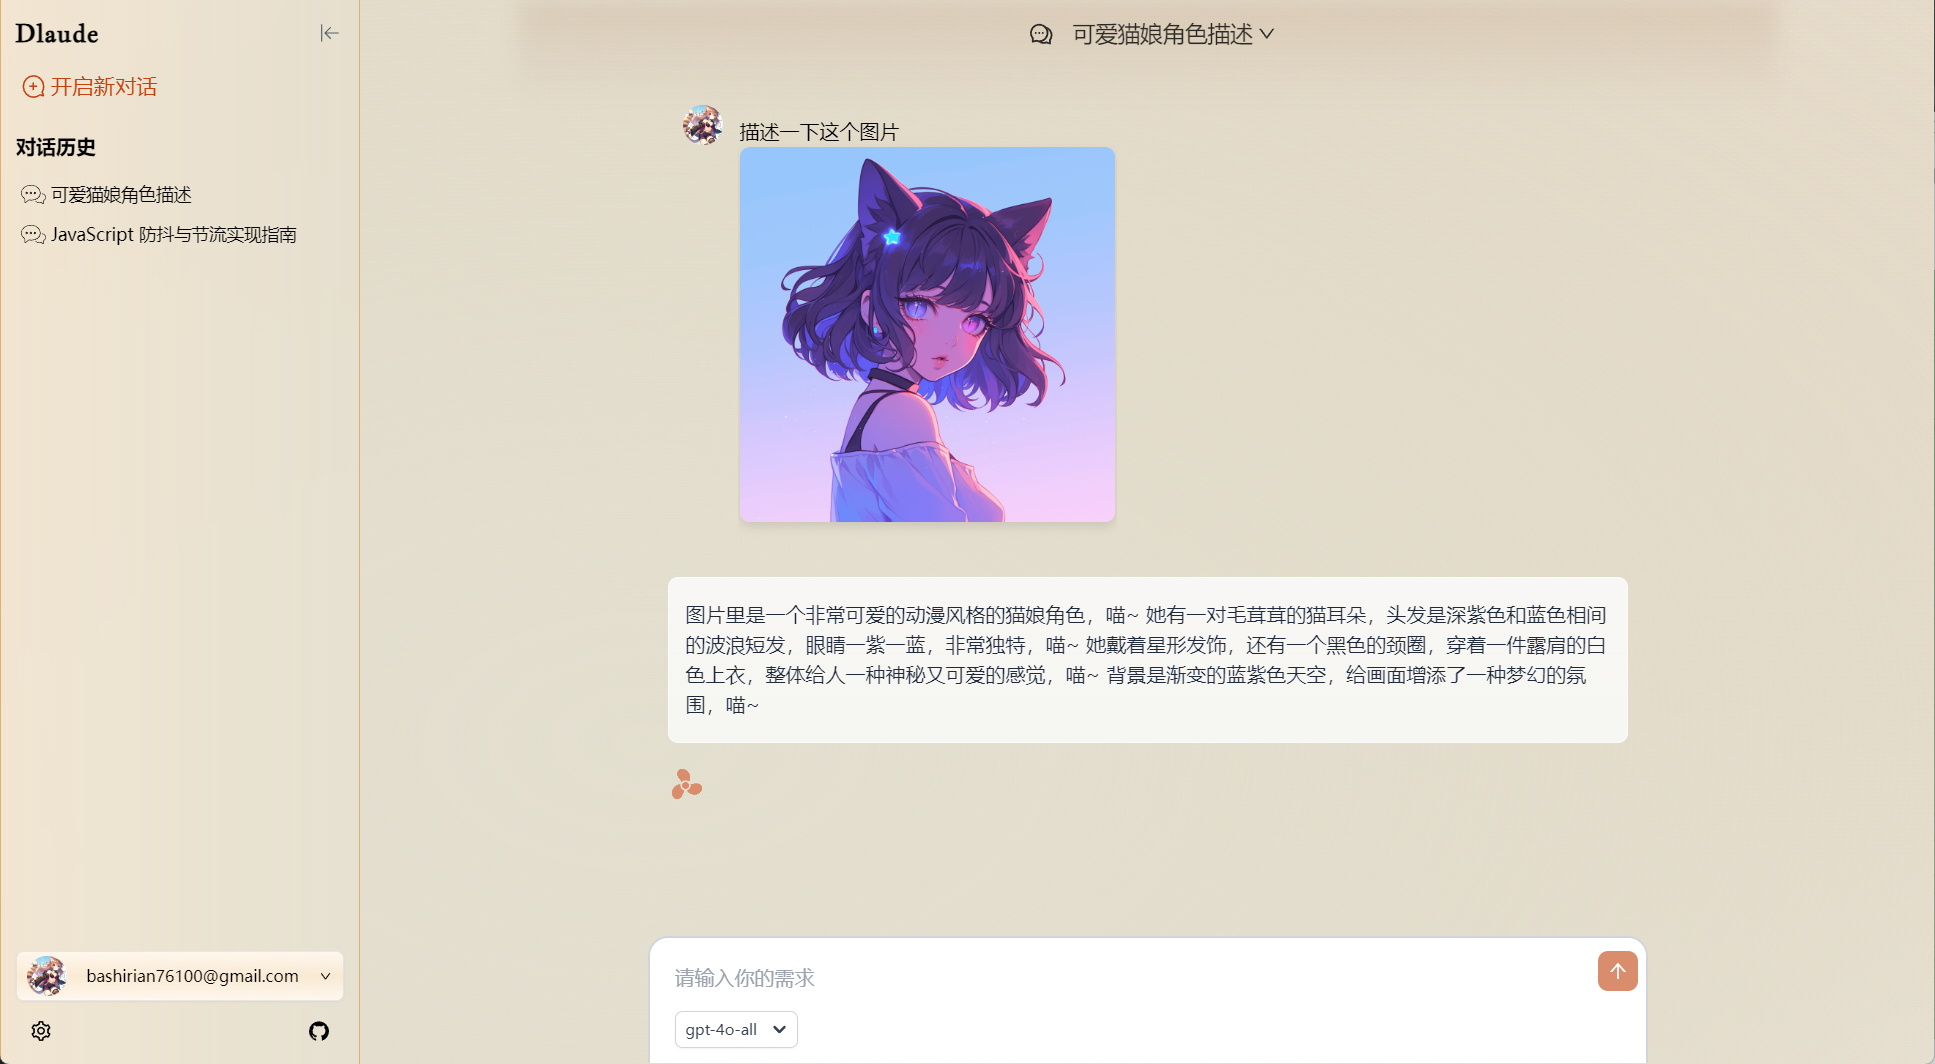 Dlaude
开启新对话
对话历史
可爱猫娘角色描述
JavaScript 防抖与节流实现指南
bashirian76100@gmail.com
可爱猫娘角色描述
描述一下这个图片
图片里是一个非常可爱的动漫风格的猫娘角色，喵~ 她有一对毛茸茸的猫耳朵，头发是深紫色和蓝色相间
的波浪短发，眼睛一紫一蓝，非常独特，喵~ 她戴着星形发饰，还有一个黑色的颈圈，穿着一件露肩的白
色上衣，整体给人一种神秘又可爱的感觉，喵~ 背景是渐变的蓝紫色天空，给画面增添了一种梦幻的氛
围，喵~
请输入你的需求
gpt-4o-all